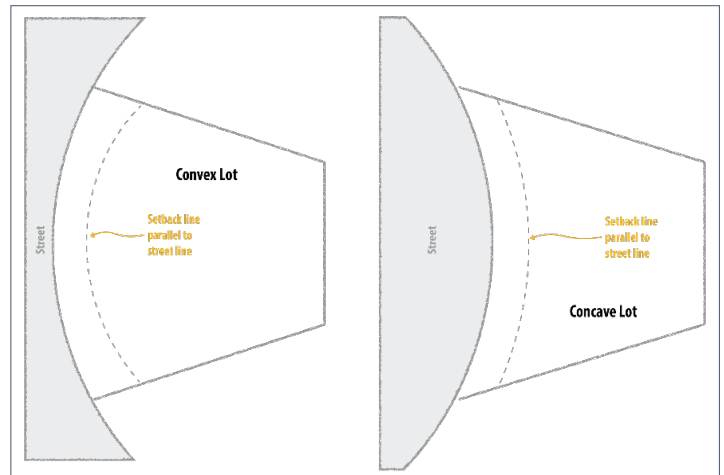 Convex Lot
Setback line
parallel to
street line
Street
Setback line
parallel to
street line
Street
Concave Lot